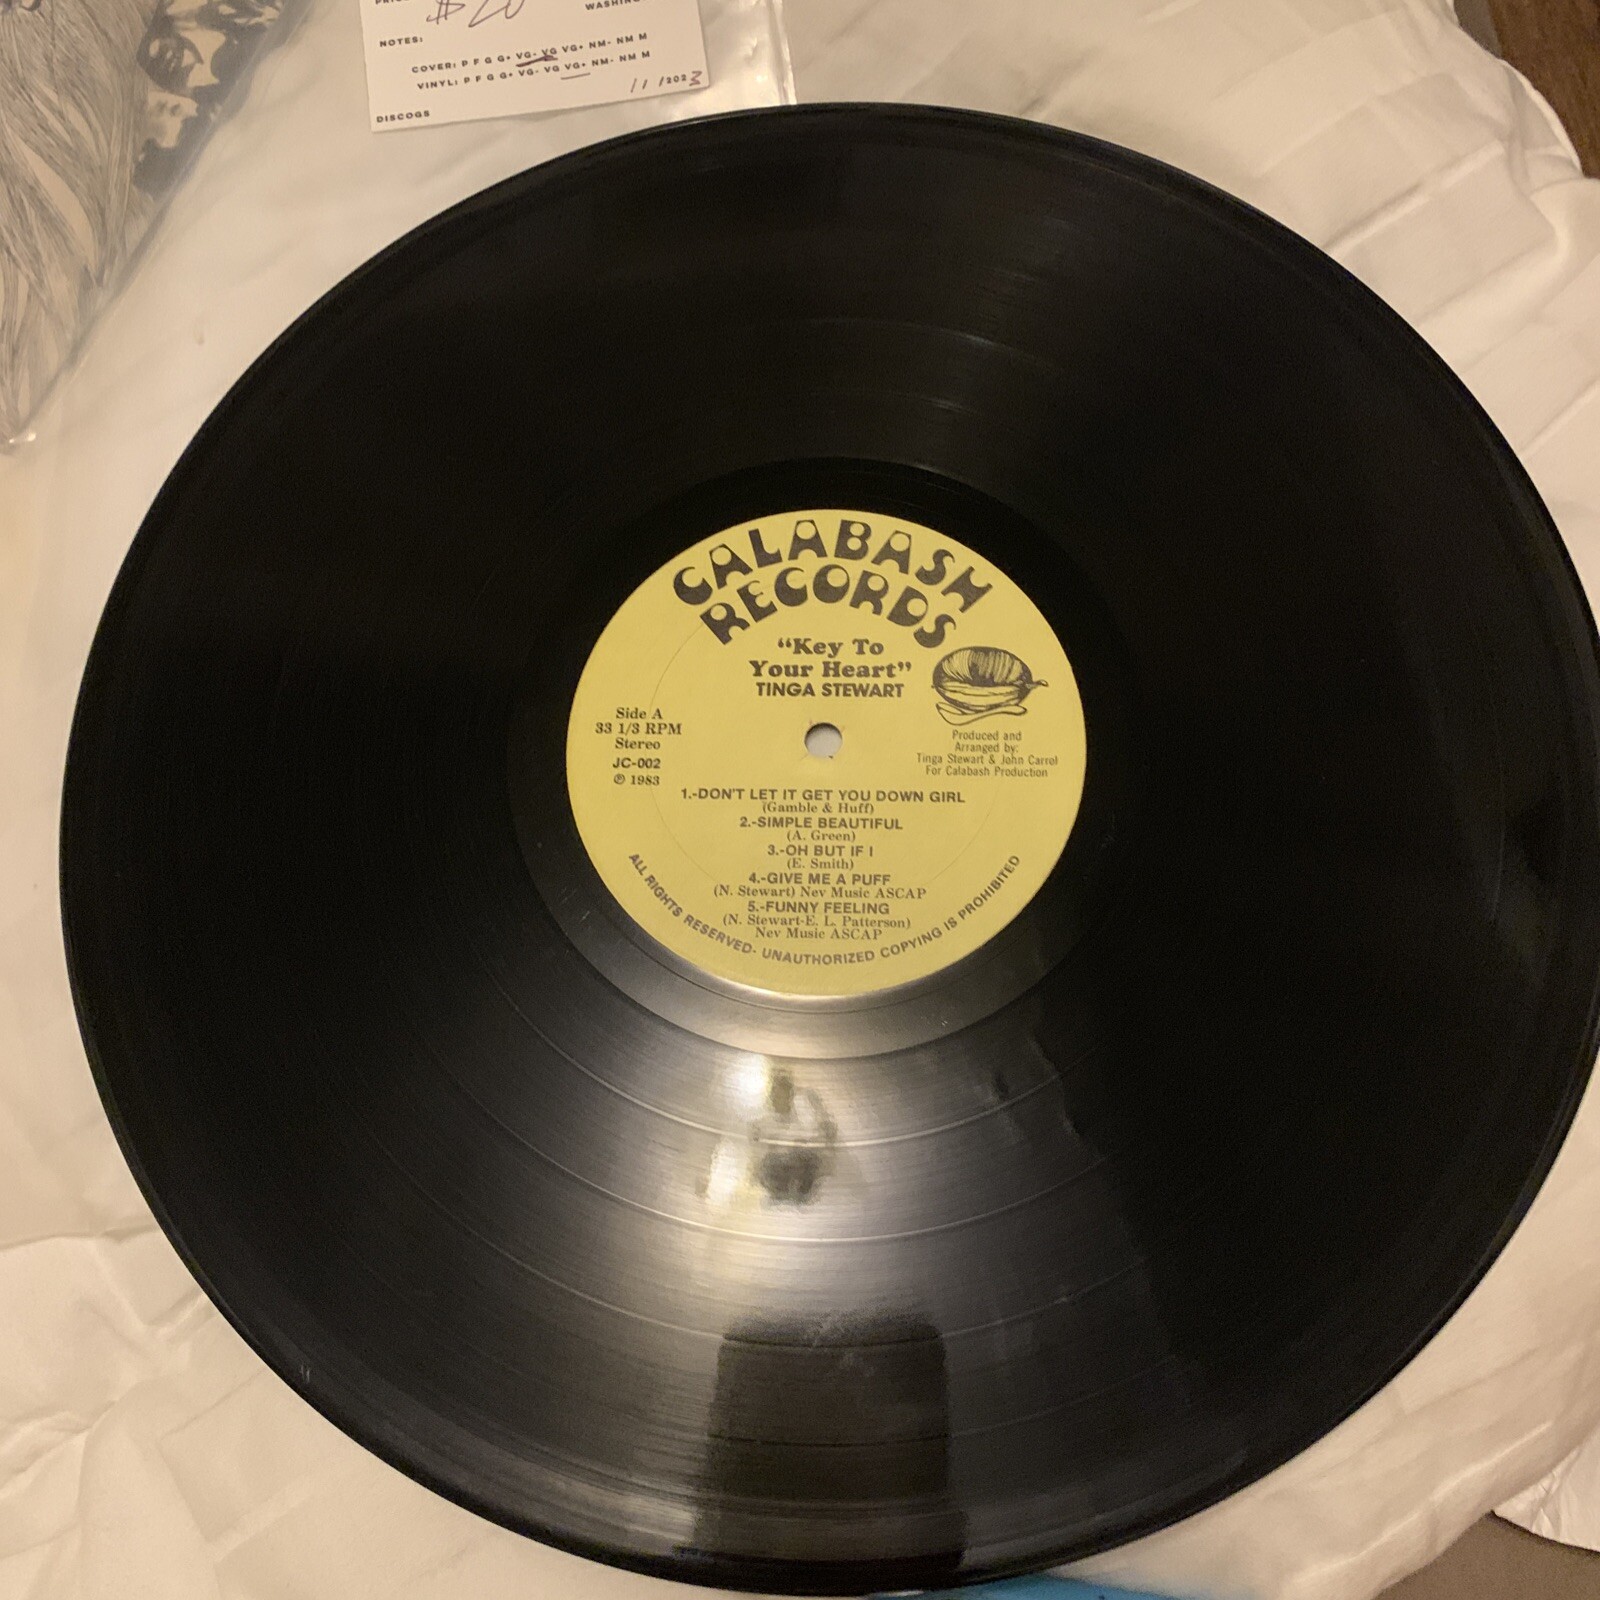 $20
WASHIN
NOTES:
COVER: P F G G+ VG- VG VG+ NM- NM M
VINYL: P F G G+ VG- VG VG+ NM- NM M
11/2023
DISCOGS
CALABASH
RECORDS
"Key To
Your Heart"
TINGA STEWART
Side A
33 1/3 RPM
Stereo
JC-002
℗ 1983
Produced and
Arranged by:
Tinga Stewart & John Carrol
For Calabash Production
1.-DON'T LET IT GET YOU DOWN GIRL
(Gamble & Huff)
2.-SIMPLE BEAUTIFUL
(A. Green)
3.-OH BUT IF I
(E. Smith)
4.-GIVE ME A PUFF
(N. Stewart) Nev Music ASCAP
5.-FUNNY FEELING
(N. Stewart-E. L. Patterson)
Nev Music ASCAP
ALL RIGHTS RESERVED- UNAUTHORIZED COPYING IS PROHIBITED